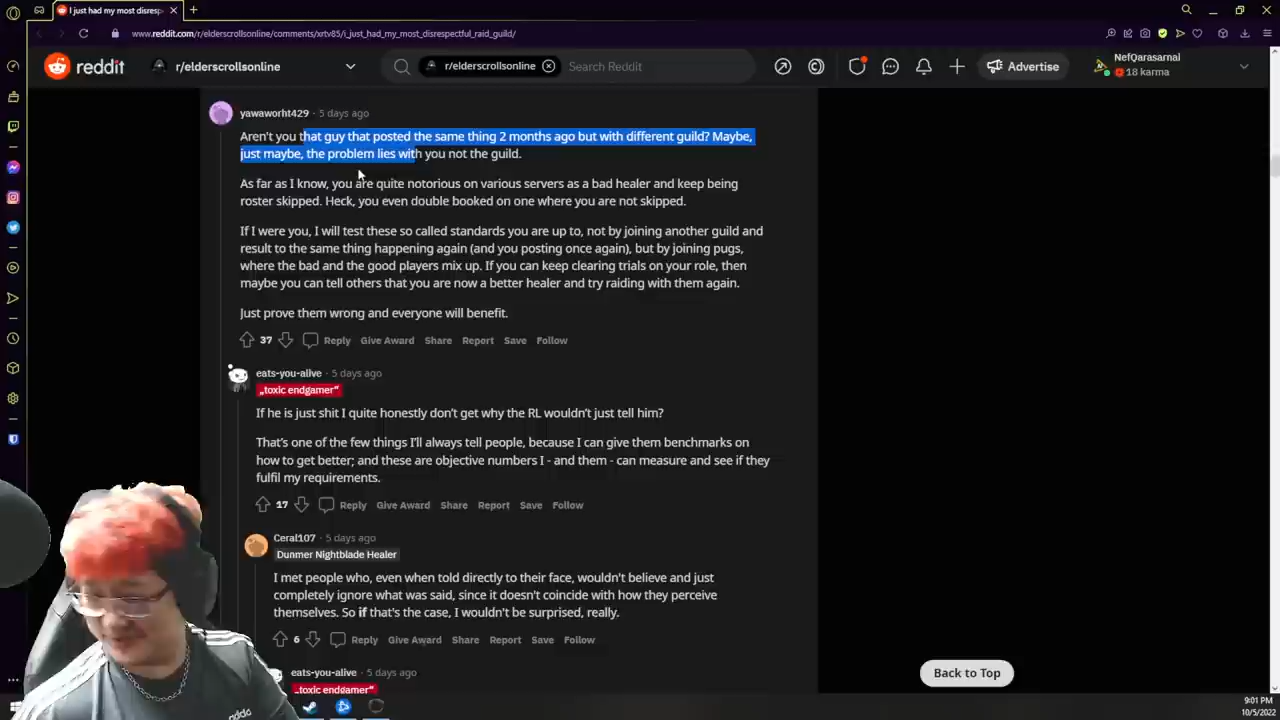 I just had my most disresp
www.reddit.com/r/elderscrollsonline/comments/xrtv85/i_just_had_my_most_disrespectful_raid_guild/
reddit
r/elderscrollsonline
r/elderscrollsonline
Search Reddit
Advertise
NefQarasarnai
18 karma
yawaworht429 · 5 days ago
Aren't you that guy that posted the same thing 2 months ago but with different guild? Maybe,
just maybe, the problem lies with you not the guild.
As far as I know, you are quite notorious on various servers as a bad healer and keep being
roster skipped. Heck, you even double booked on one where you are not skipped.
If I were you, I will test these so called standards you are up to, not by joining another guild and
result to the same thing happening again (and you posting once again), but by joining pugs,
where the bad and the good players mix up. If you can keep clearing trials on your role, then
maybe you can tell others that you are now a better healer and try raiding with them again.
Just prove them wrong and everyone will benefit.
37 Reply Give Award Share Report Save Follow
eats-you-alive · 5 days ago
„toxic endgamer“
If he is just shit I quite honestly don't get why the RL wouldn't just tell him?
That's one of the few things I'll always tell people, because I can give them benchmarks on
how to get better; and these are objective numbers I - and them - can measure and see if they
fulfil my requirements.
17 Reply Give Award Share Report Save Follow
Ceral107 · 5 days ago
Dunmer Nightblade Healer
I met people who, even when told directly to their face, wouldn't believe and just
completely ignore what was said, since it doesn't coincide with how they perceive
themselves. So if that's the case, I wouldn't be surprised, really.
6 Reply Give Award Share Report Save Follow
eats-you-alive · 5 days ago
„toxic endgamer“
Back to Top
9:01 PM
10/5/2022